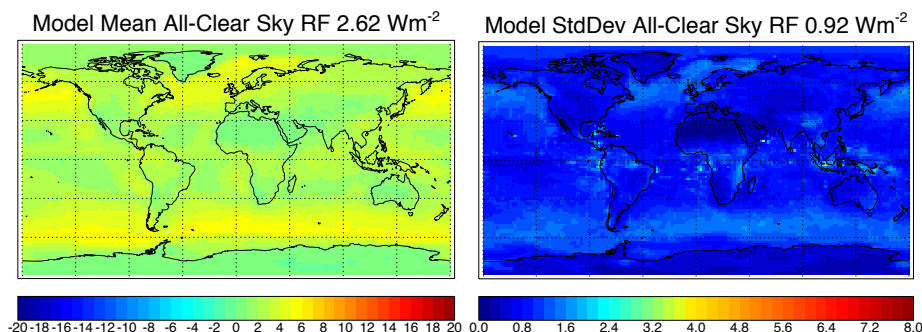 Model Mean All-Clear Sky RF 2.62 Wm-2
Model StdDev All-Clear Sky RF 0.92 Wm-2
-20 -18 -16 -14 -12 -10 -8 -6 -4 -2 0 2 4 6 8 10 12 14 16 18 20
0.0 0.8 1.6 2.4 3.2 4.0 4.8 5.6 6.4 7.2